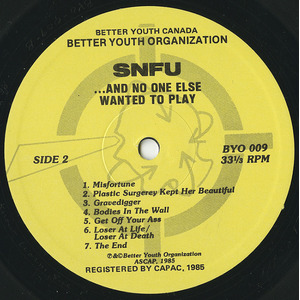 BETTER YOUTH CANADA
BETTER YOUTH ORGANIZATION
SNFU
...AND NO ONE ELSE
WANTED TO PLAY
SIDE 2
BYO 009
33⅓ RPM
1. Misfortune
2. Plastic Surgerey Kept Her Beautiful
3. Gravedigger
4. Bodies In The Wall
5. Get Off Your Ass
6. Loser At Life/
Loser At Death
7. The End
℗&©Better Youth Organization
ASCAP, 1985
REGISTERED BY CAPAC, 1985